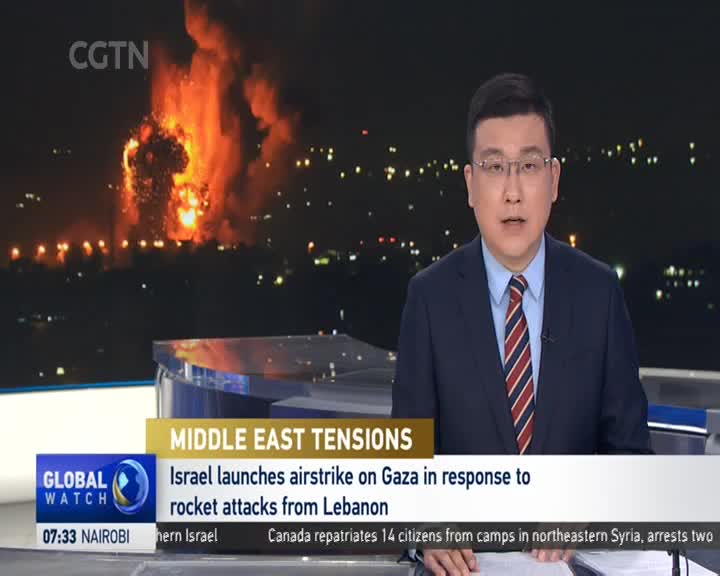 CGTN
MIDDLE EAST TENSIONS
Israel launches airstrike on Gaza in response to
rocket attacks from Lebanon
GLOBAL
WATCH
07:33 NAIROBI
hern Israel Canada repatriates 14 citizens from camps in northeastern Syria, arrests two